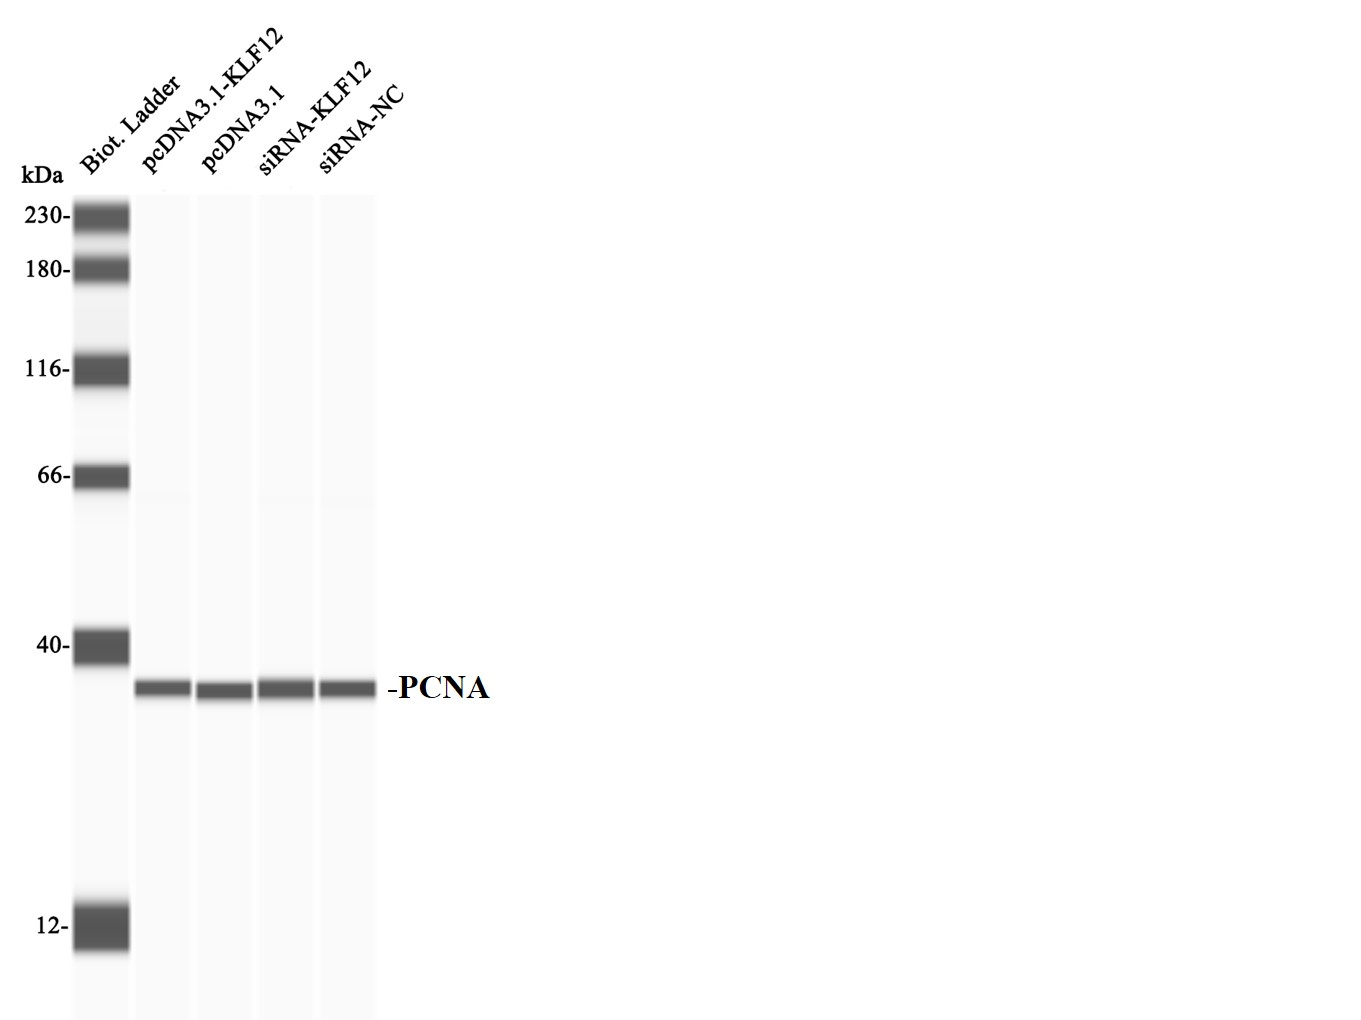 Biot. Ladder
pcDNA3.1-KLF12
pcDNA3.1
siRNA-KLF12
siRNA-NC
kDa
230-
180-
116-
66-
40-
-PCNA
12-